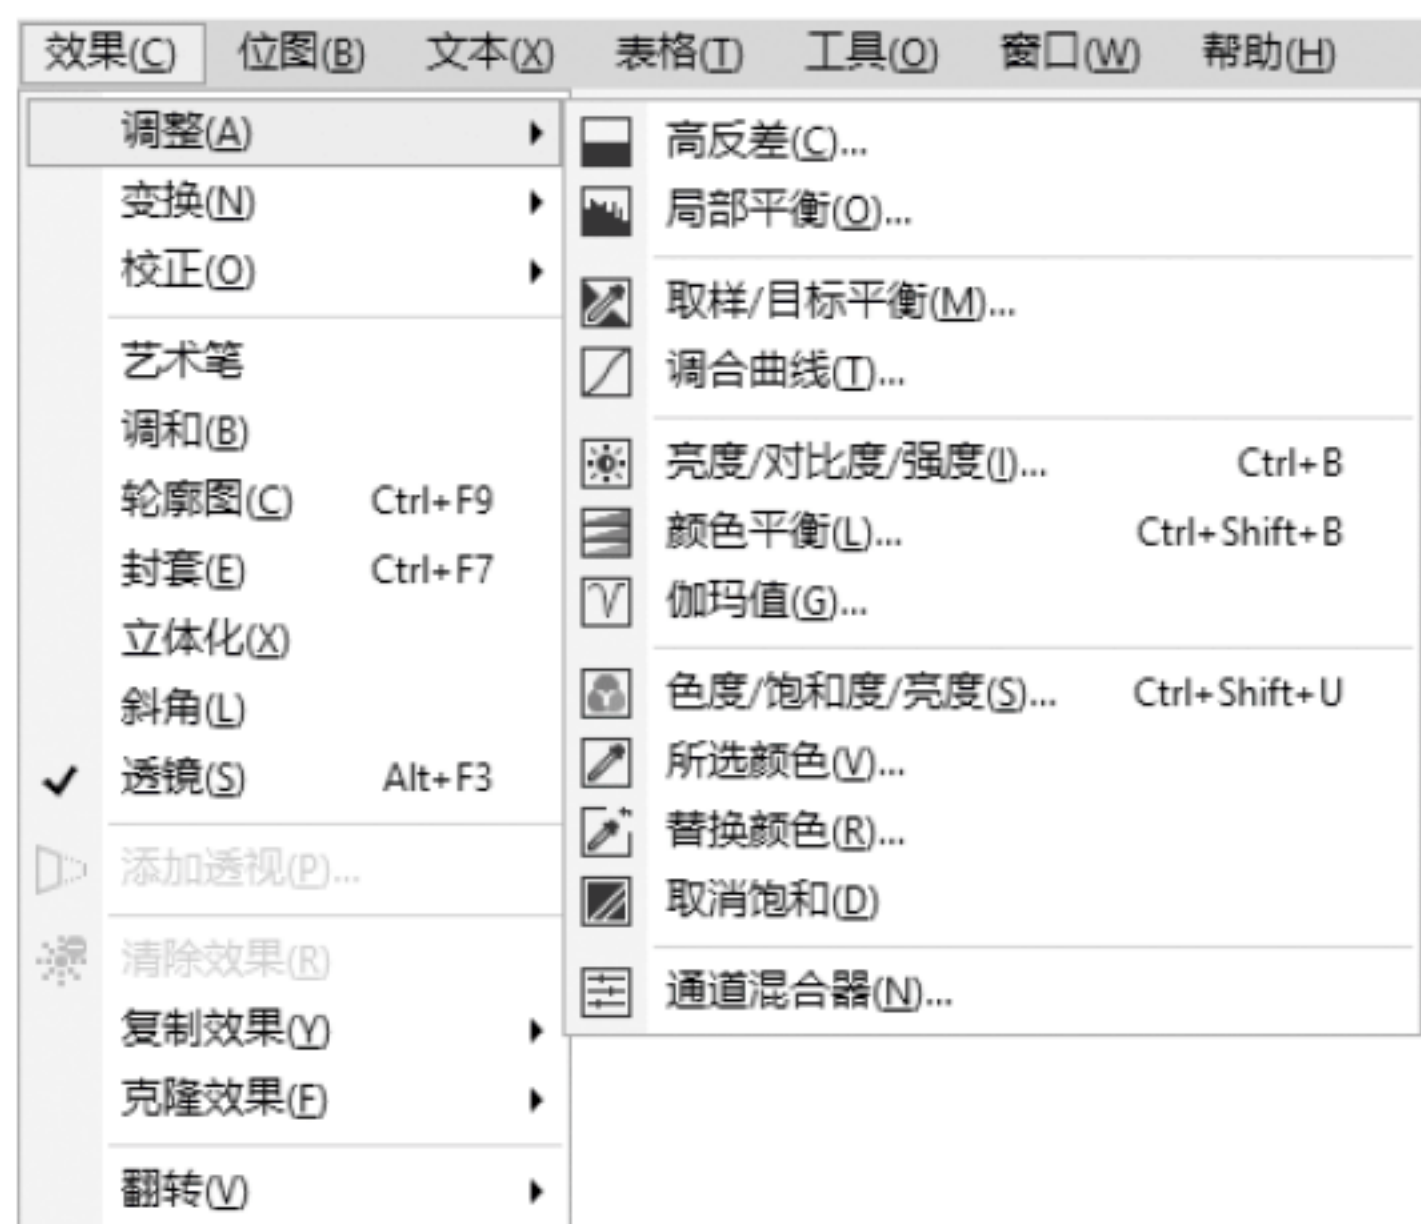 效果(C) 位图(B) 文本(X) 表格(T) 工具(O) 窗口(W) 帮助(H)
调整(A)
变换(N)
校正(O)
艺术笔
调和(B)
轮廓图(C) Ctrl+F9
封套(E) Ctrl+F7
立体化(X)
斜角(L)
透镜(S) Alt+F3
添加透视(P)...
清除效果(R)
复制效果(Y)
克隆效果(F)
翻转(V)
高反差(C)...
局部平衡(O)...
取样/目标平衡(M)...
调合曲线(T)...
亮度/对比度/强度(I)... Ctrl+B
颜色平衡(L)... Ctrl+Shift+B
伽玛值(G)...
色度/饱和度/亮度(S)... Ctrl+Shift+U
所选颜色(V)...
替换颜色(R)...
取消饱和(D)
通道混合器(N)...